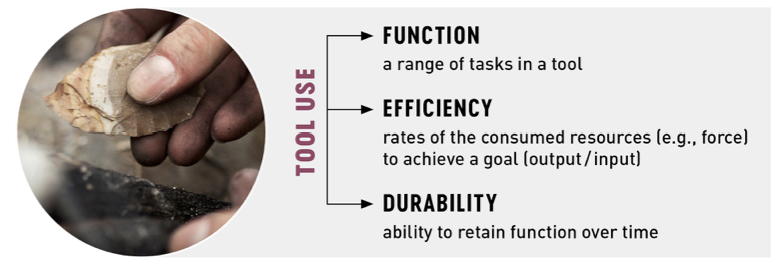 TOOL USE
FUNCTION
a range of tasks in a tool
EFFICIENCY
rates of the consumed resources (e.g., force)
to achieve a goal (output/input)
DURABILITY
ability to retain function over time